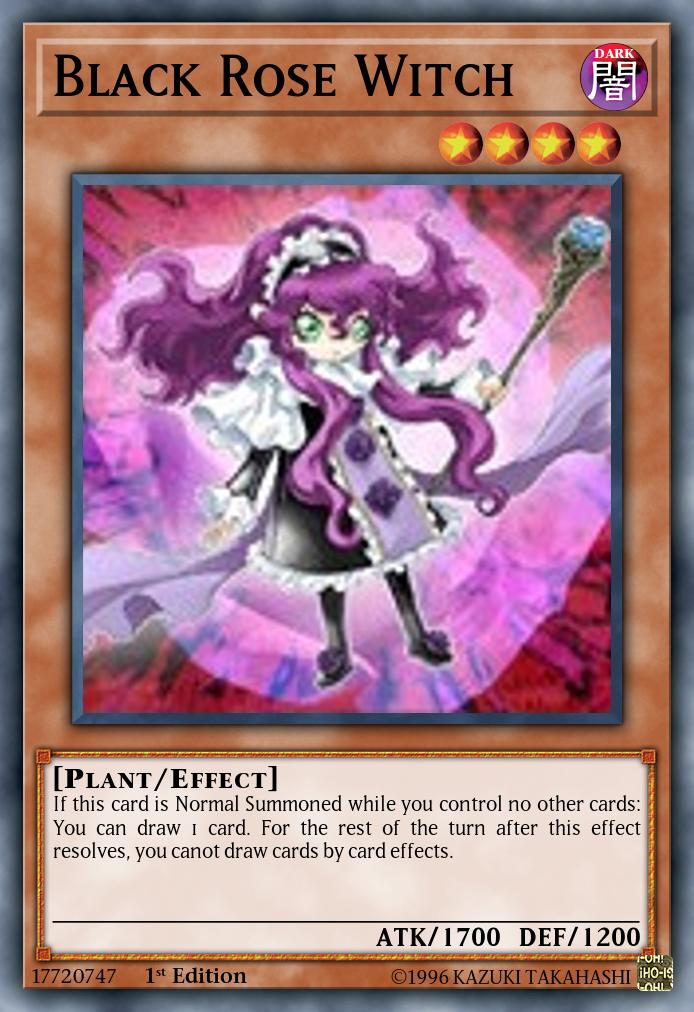 BLACK ROSE WITCH
DARK
闇
[PLANT/EFFECT]
If this card is Normal Summoned while you control no other cards:
You can draw 1 card. For the rest of the turn after this effect
resolves, you canot draw cards by card effects.
ATK/1700 DEF/1200
17720747 1st Edition ©1996 KAZUKI TAKAHASHI